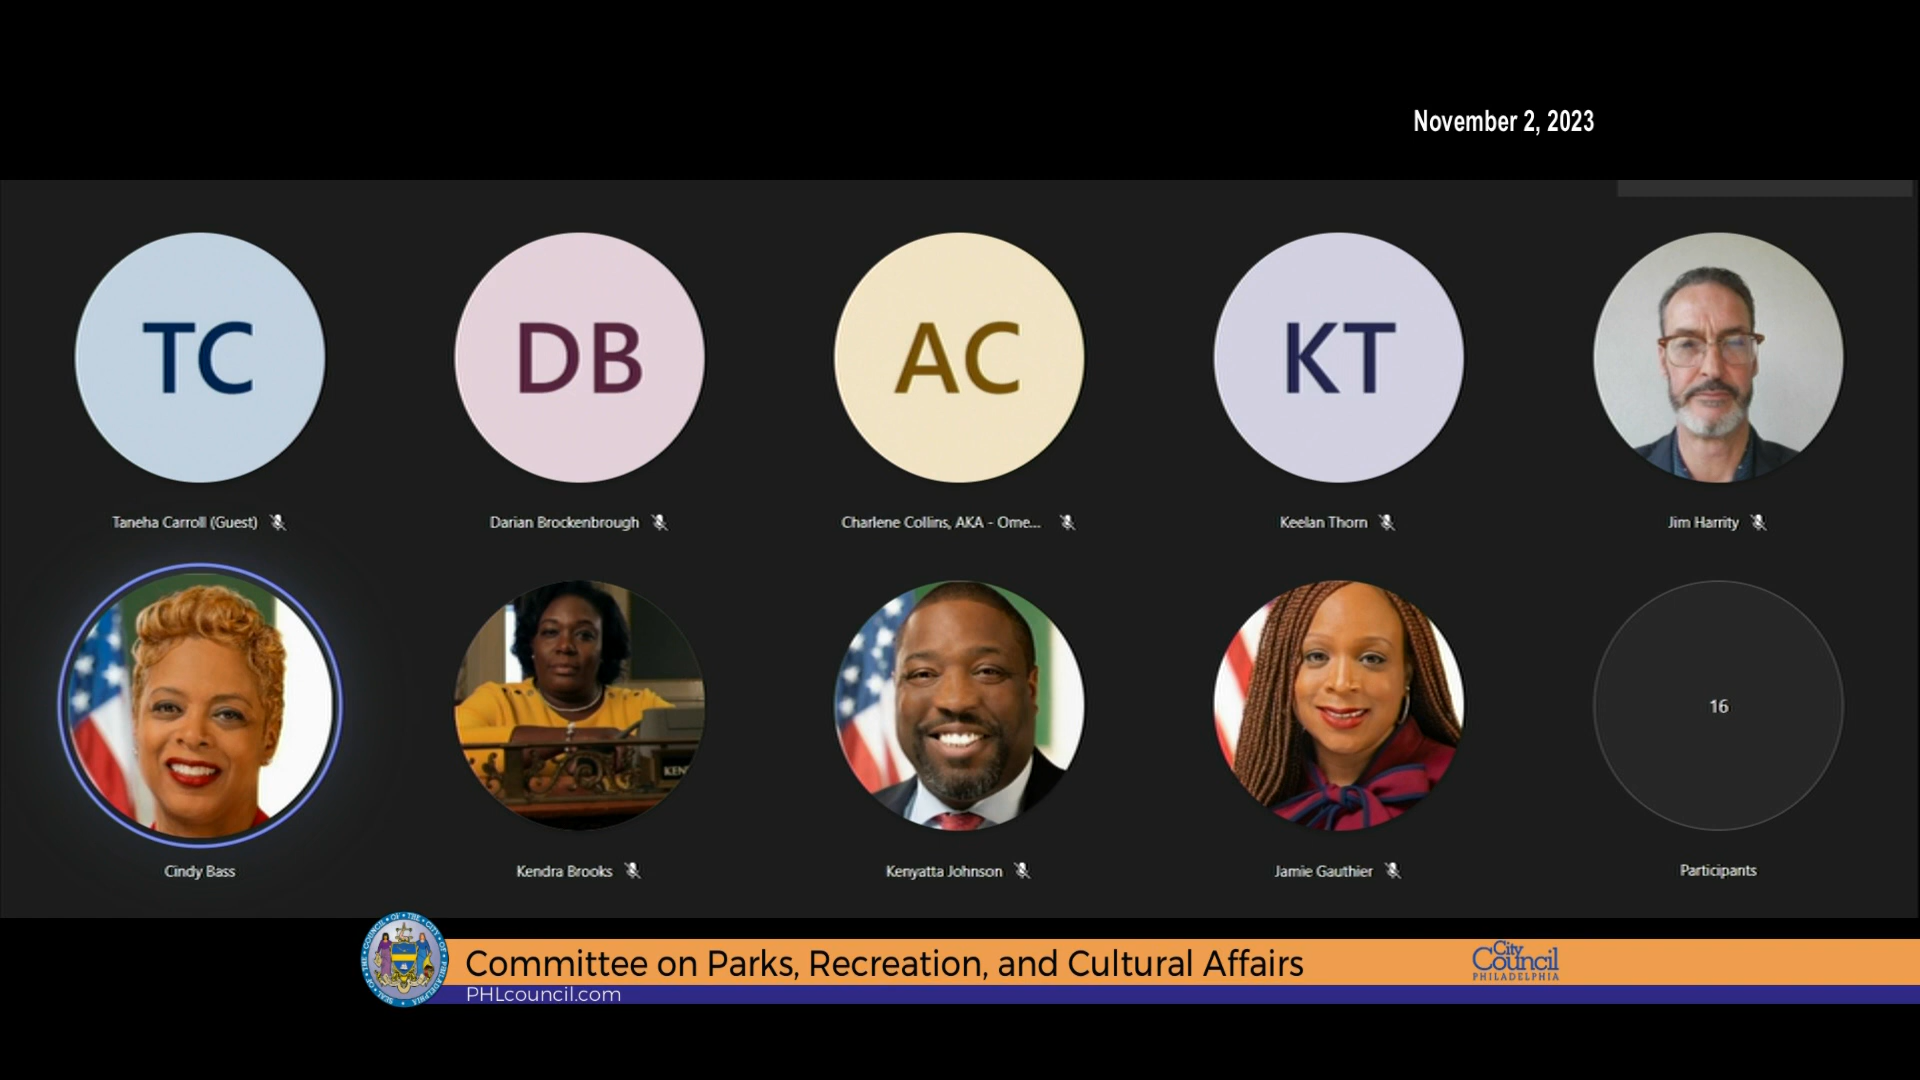 November 2, 2023
TC
DB
AC
KT
Taneha Carroll (Guest)
Darian Brockenbrough
Charlene Collins, AKA - Ome...
Keelan Thorn
Jim Harrity
KEN
16
Cindy Bass
Kendra Brooks
Kenyatta Johnson
Jamie Gauthier
Participants
Committee on Parks, Recreation, and Cultural Affairs
City
Council
PHILADELPHIA
PHLcouncil.com